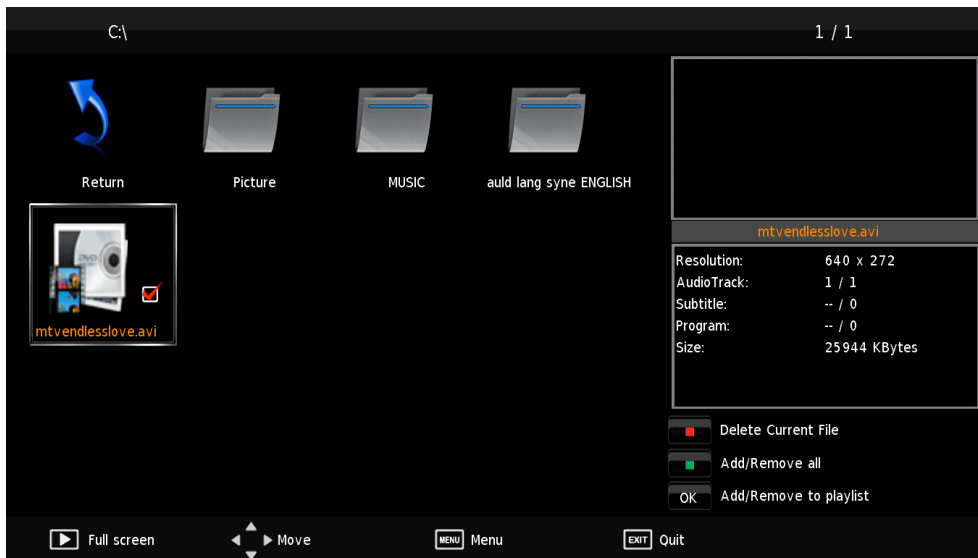 C:\
1 / 1
Return
Picture
MUSIC
auld lang syne ENGLISH
DVD
mtvendlesslove.avi
mtvendlesslove.avi
Resolution: 640 x 272
AudioTrack: 1 / 1
Subtitle: -- / 0
Program: -- / 0
Size: 25944 KBytes
Delete Current File
Add/Remove all
OK Add/Remove to playlist
Full screen
Move
MENU Menu
EXIT Quit